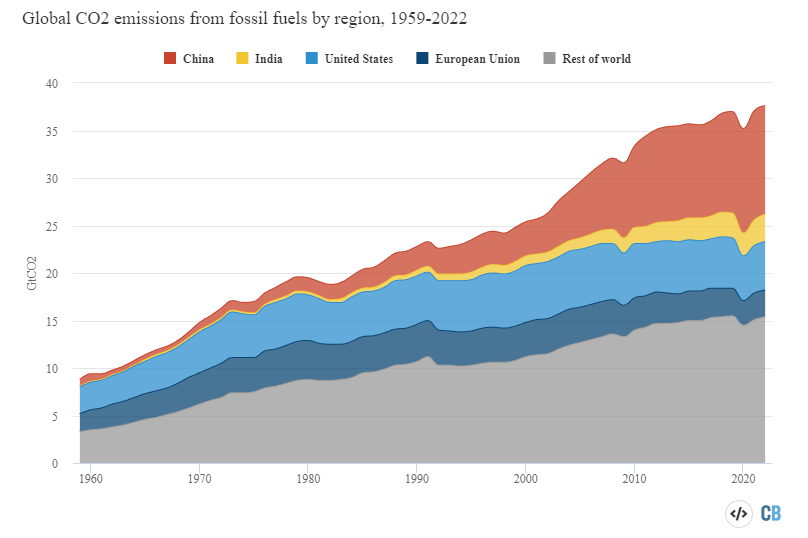 Global CO2 emissions from fossil fuels by region, 1959-2022
China India United States European Union Rest of world
40
35
30
25
20
15
10
5
0
GtCO2
1960 1970 1980 1990 2000 2010 2020
</> CB